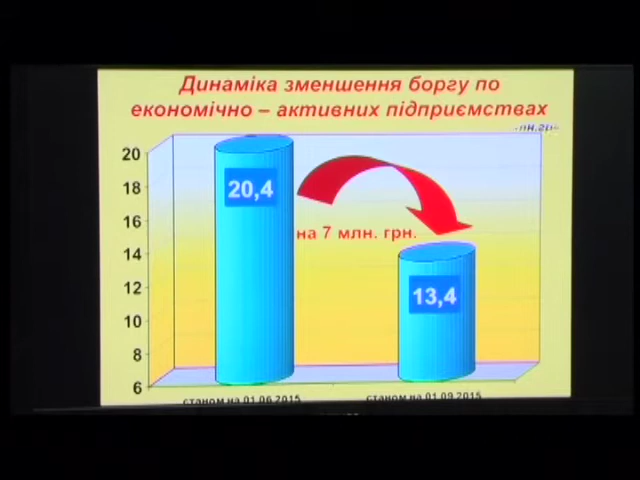 Динаміка зменшення боргу по
економічно – активних підприємствах
20
18
16
14
12
10
8
6
20,4
на 7 млн. грн.
13,4
станом на 01.06.2015
станом на 01.09.2015